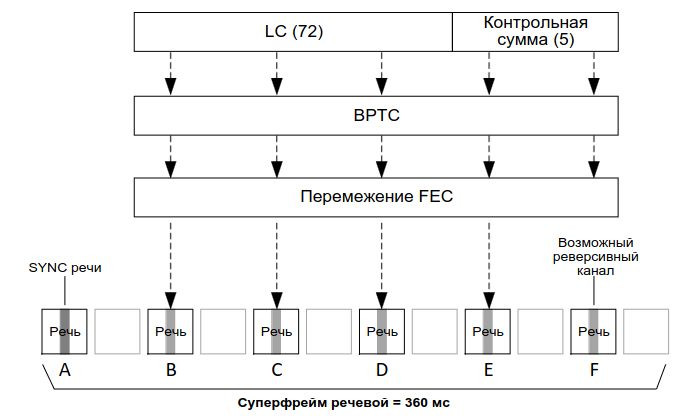 LC (72)
Контрольная
сумма (5)
BPTC
Перемежение FEC
SYNC речи
Возможный
реверсивный
канал
Речь Речь Речь Речь Речь Речь
A B C D E F
Суперфрейм речевой = 360 мс